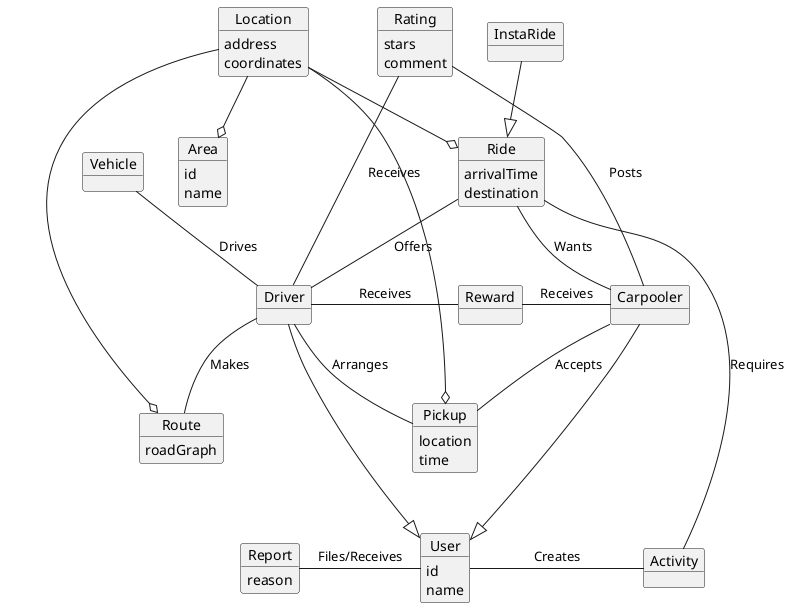 Location
address
coordinates
Rating
stars
comment
InstaRide
Vehicle
Area
id
name
Ride
arrivalTime
destination
Receives
Posts
Drives
Offers
Wants
Driver
Receives
Reward
Receives
Carpooler
Makes
Arranges
Accepts
Requires
Route
roadGraph
Pickup
location
time
Report
reason
Files/Receives
User
id
name
Creates
Activity